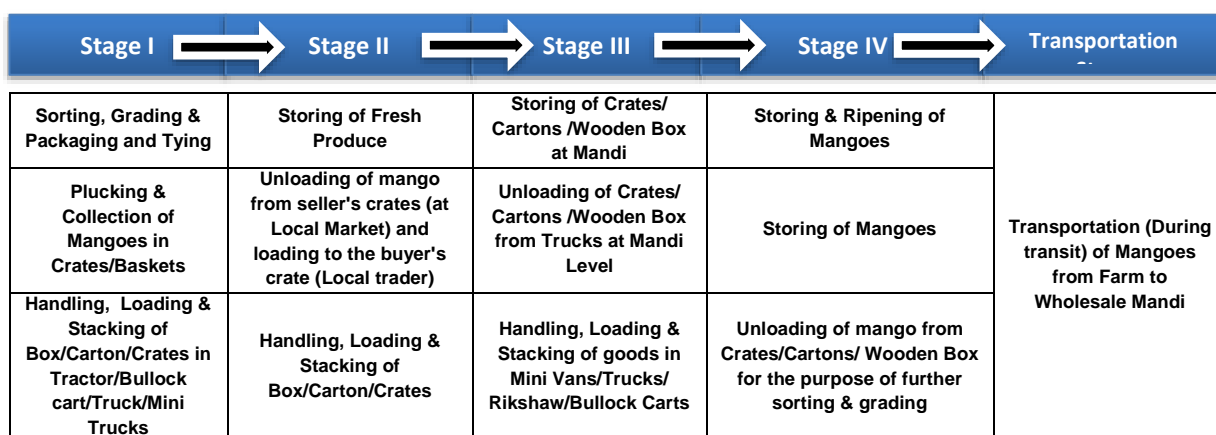 Stage I
Stage II
Stage III
Stage IV
Transportation
Sorting, Grading &
Packaging and Tying
Storing of Fresh
Produce
Storing of Crates/
Cartons /Wooden Box
at Mandi
Storing & Ripening of
Mangoes
Transportation (During
transit) of Mangoes
from Farm to
Wholesale Mandi
Plucking &
Collection of
Mangoes in
Crates/Baskets
Unloading of mango
from seller's crates (at
Local Market) and
loading to the buyer's
crate (Local trader)
Unloading of Crates/
Cartons /Wooden Box
from Trucks at Mandi
Level
Storing of Mangoes
Handling, Loading &
Stacking of
Box/Carton/Crates in
Tractor/Bullock
cart/Truck/Mini
Trucks
Handling, Loading &
Stacking of
Box/Carton/Crates
Handling, Loading &
Stacking of goods in
Mini Vans/Trucks/
Rikshaw/Bullock Carts
Unloading of mango from
Crates/Cartons/ Wooden Box
for the purpose of further
sorting & grading